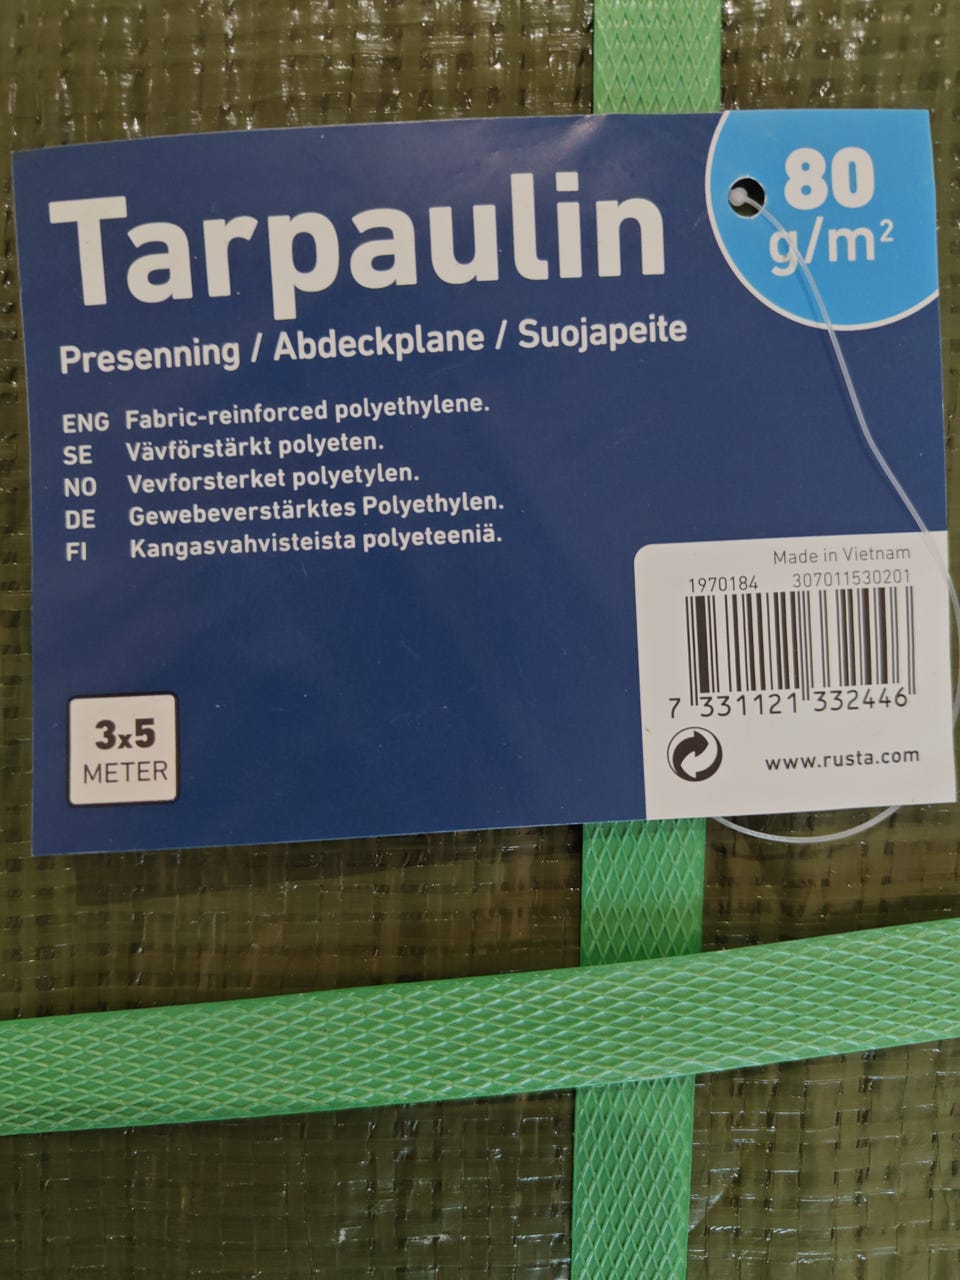 Tarpaulin
80
g/m²
Presenning / Abdeckplane / Suojapeite
ENG Fabric-reinforced polyethylene.
SE Vävförstärkt polyeten.
NO Vevforsterket polyetylen.
DE Gewebeverstärktes Polyethylen.
FI Kangasvahvisteista polyeteeniä.
3x5
METER
Made in Vietnam
1970184 307011530201
7 331121 332446
www.rusta.com